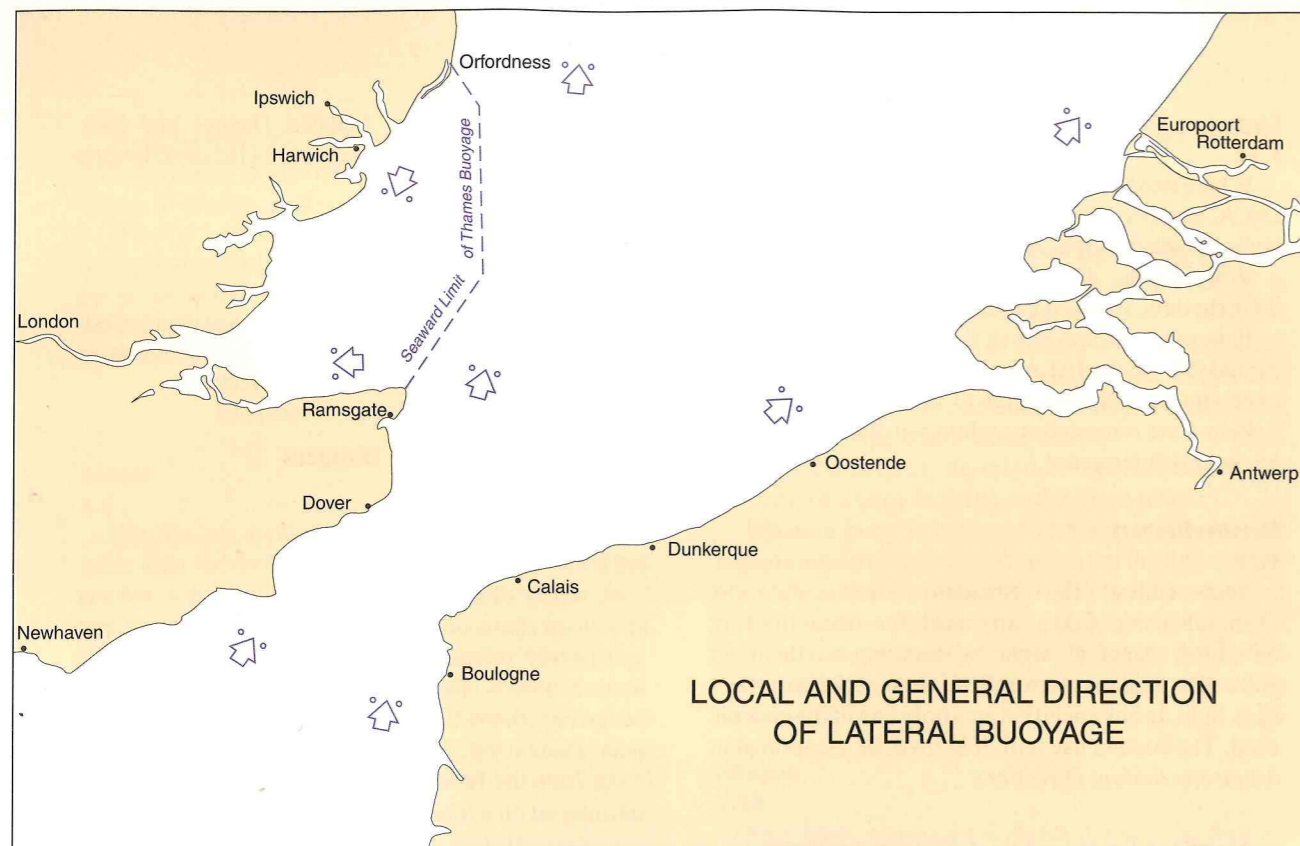 Orfordness
Ipswich
Harwich
of Thames Buoyage
Seaward Limit
Europoort
Rotterdam
London
Ramsgate
Dover
Oostende
Antwerp
Dunkerque
Calais
Newhaven
Boulogne
LOCAL AND GENERAL DIRECTION
OF LATERAL BUOYAGE